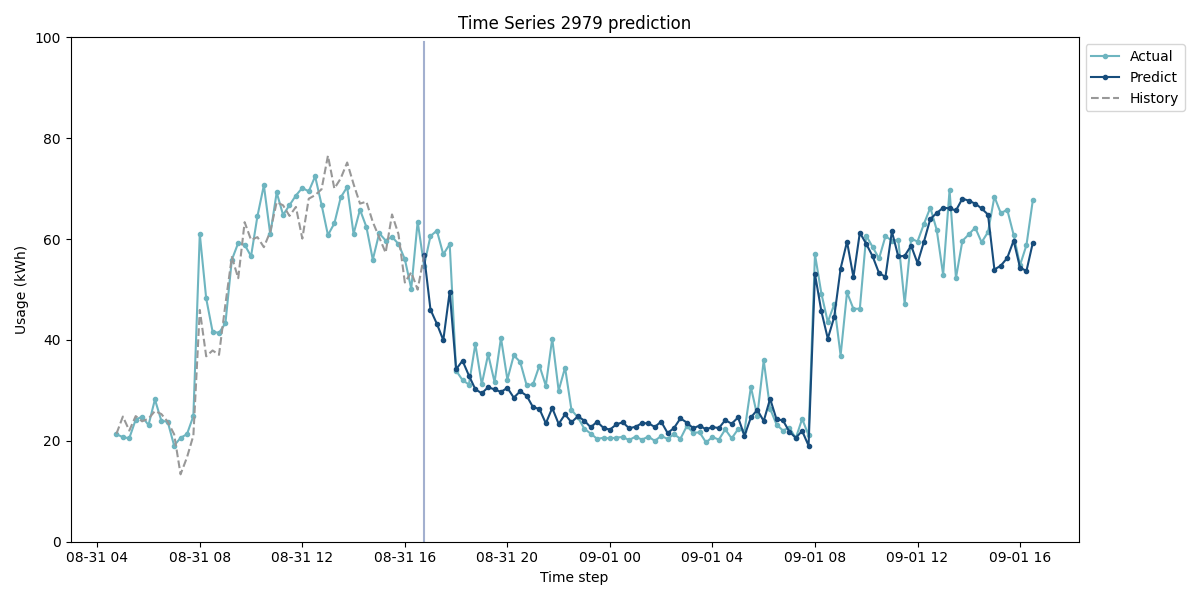 Time Series 2979 prediction
100
80
60
40
20
0
Usage (kWh)
08-31 04
08-31 08
08-31 12
08-31 16
08-31 20
09-01 00
09-01 04
09-01 08
09-01 12
09-01 16
Time step
Actual
Predict
History